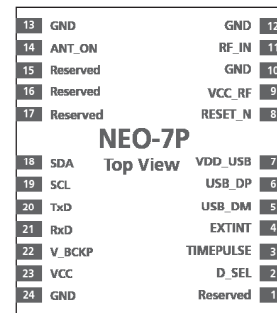 13 GND GND 12
14 ANT_ON RF_IN 11
15 Reserved GND 10
16 Reserved VCC_RF 9
17 Reserved RESET_N 8
NEO-7P
Top View
18 SDA VDD_USB 7
19 SCL USB_DP 6
20 TxD USB_DM 5
21 RxD EXTINT 4
22 V_BCKP TIMEPULSE 3
23 VCC D_SEL 2
24 GND Reserved 1